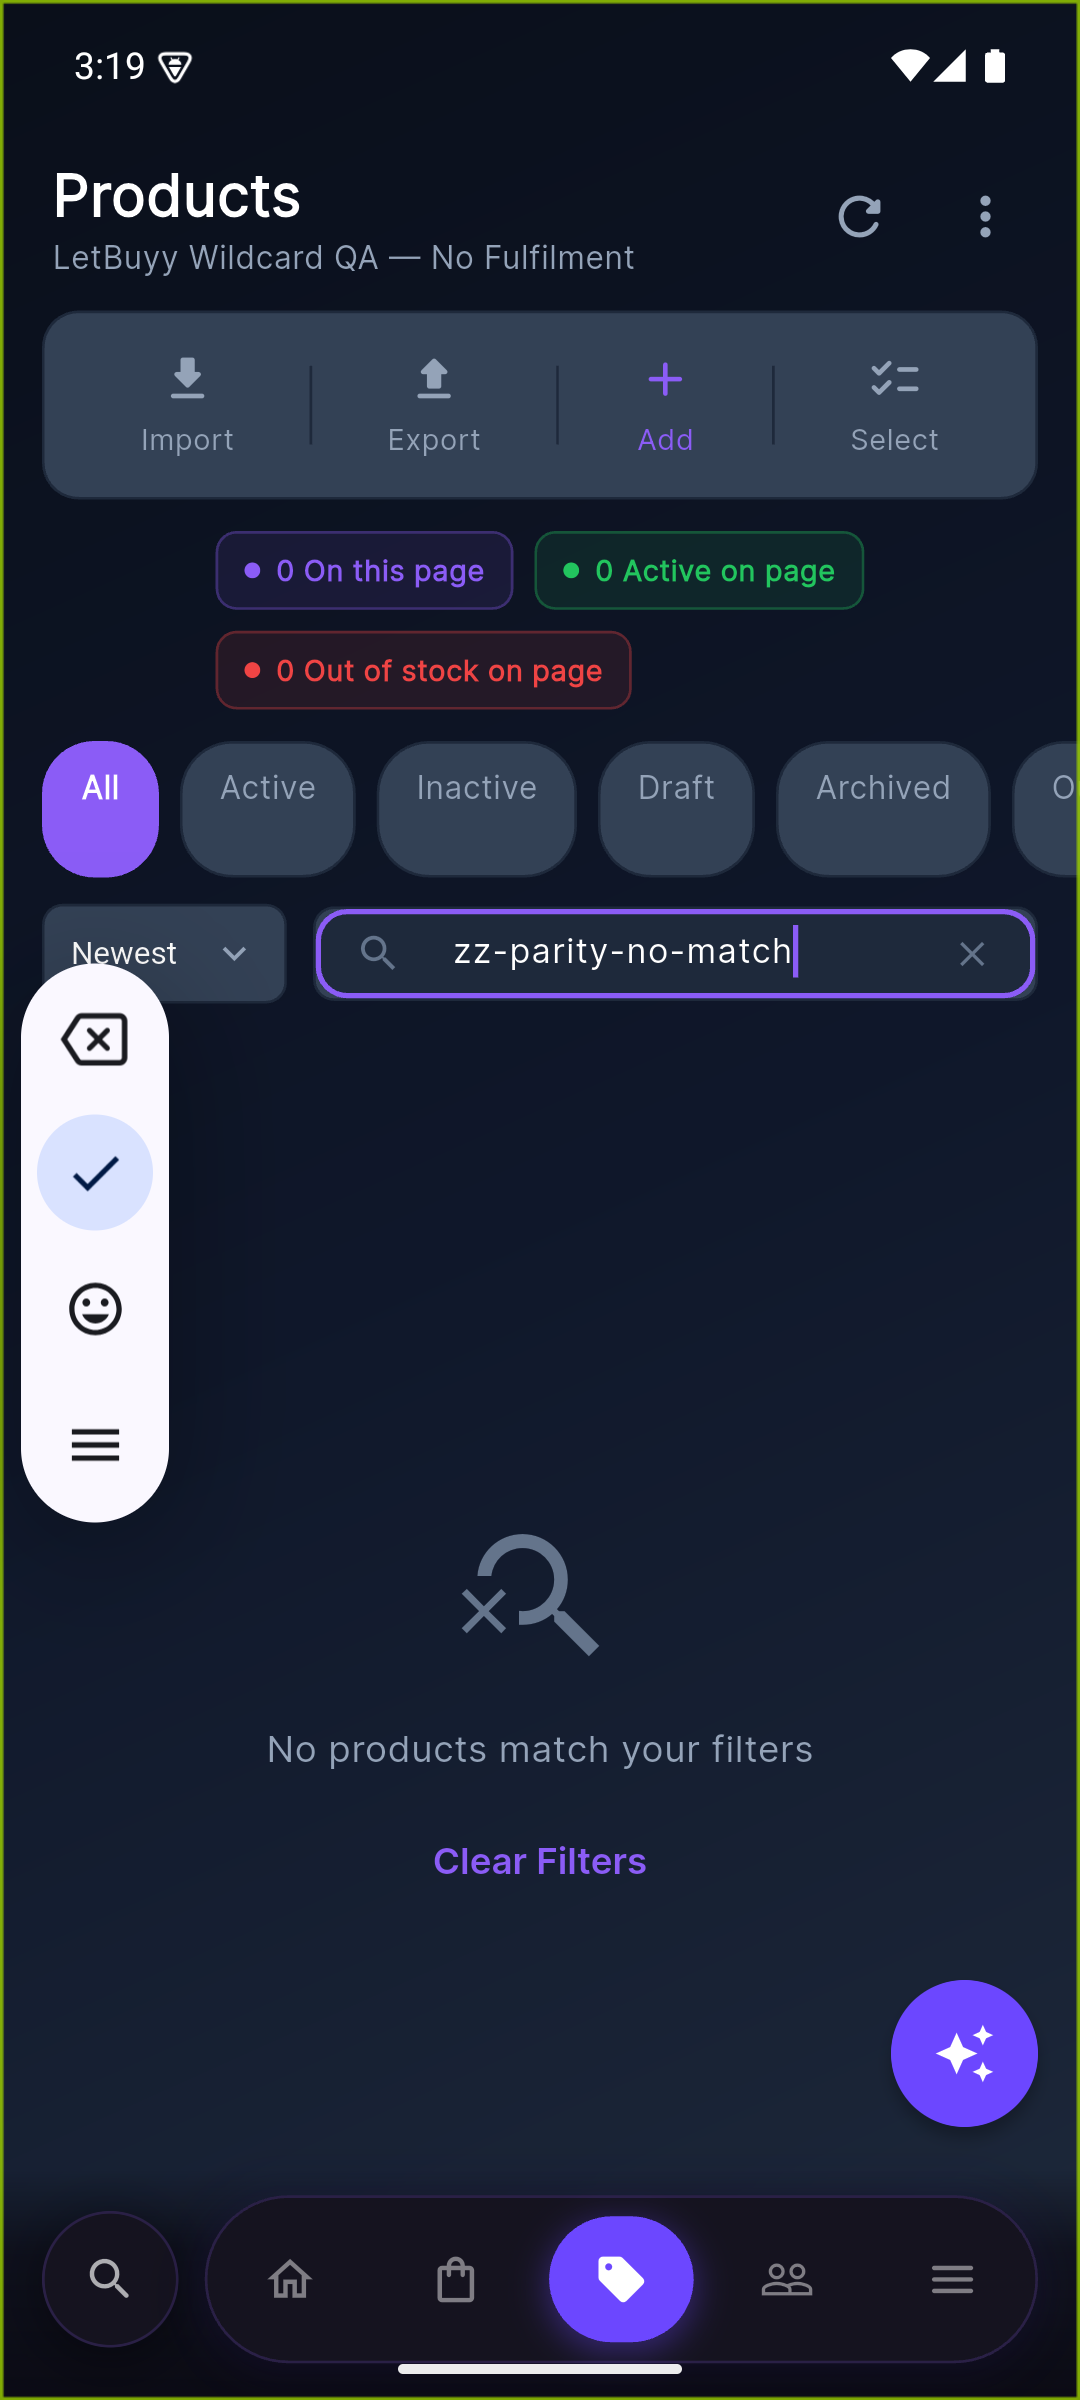 3:19
Products
LetBuyy Wildcard QA — No Fulfilment
Import
Export
Add
Select
0 On this page
0 Active on page
0 Out of stock on page
All
Active
Inactive
Draft
Archived
O
Newest
zz-parity-no-match
No products match your filters
Clear Filters